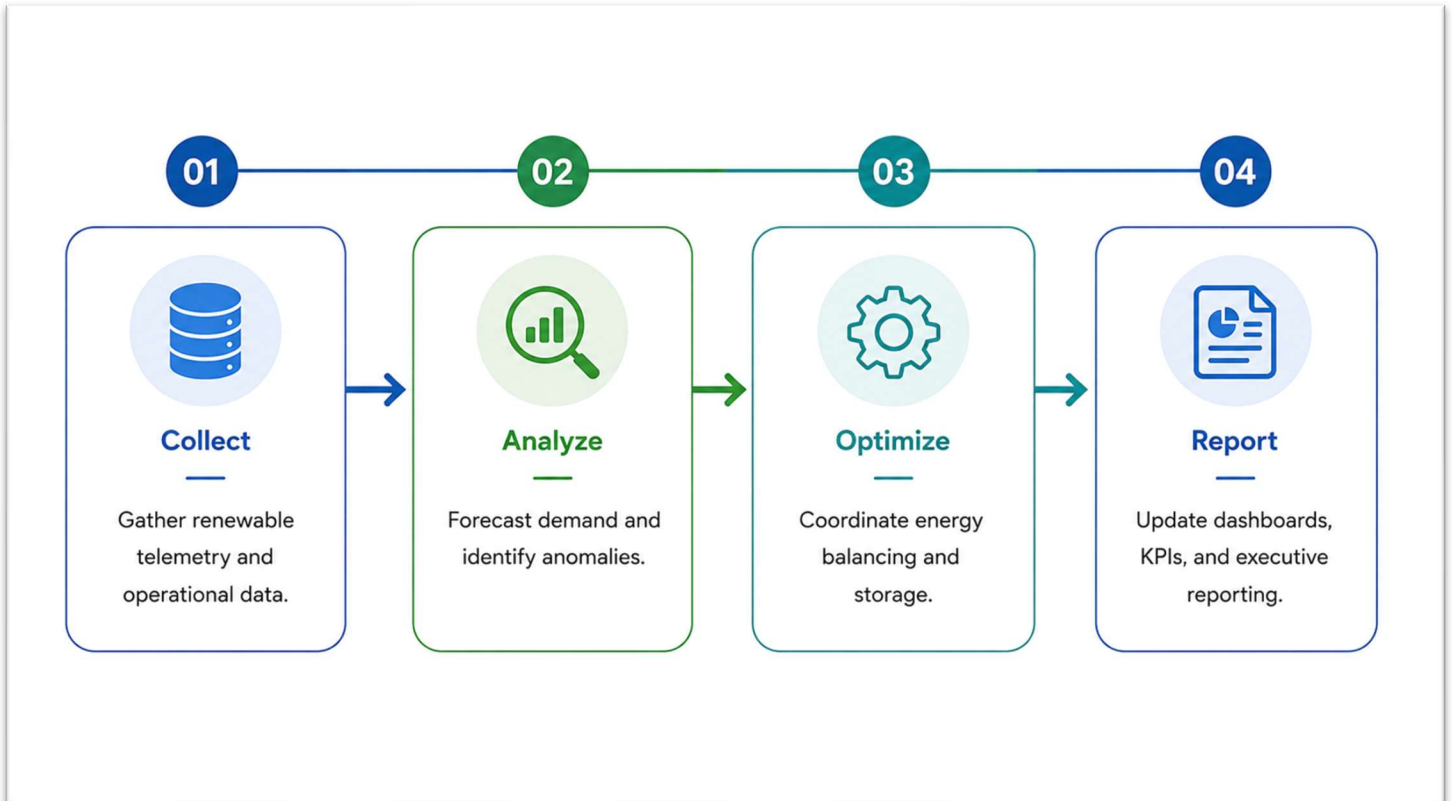 01
02
03
04
Collect
Gather renewable
telemetry and
operational data.
Analyze
Forecast demand and
identify anomalies.
Optimize
Coordinate energy
balancing and
storage.
Report
Update dashboards,
KPIs, and executive
reporting.